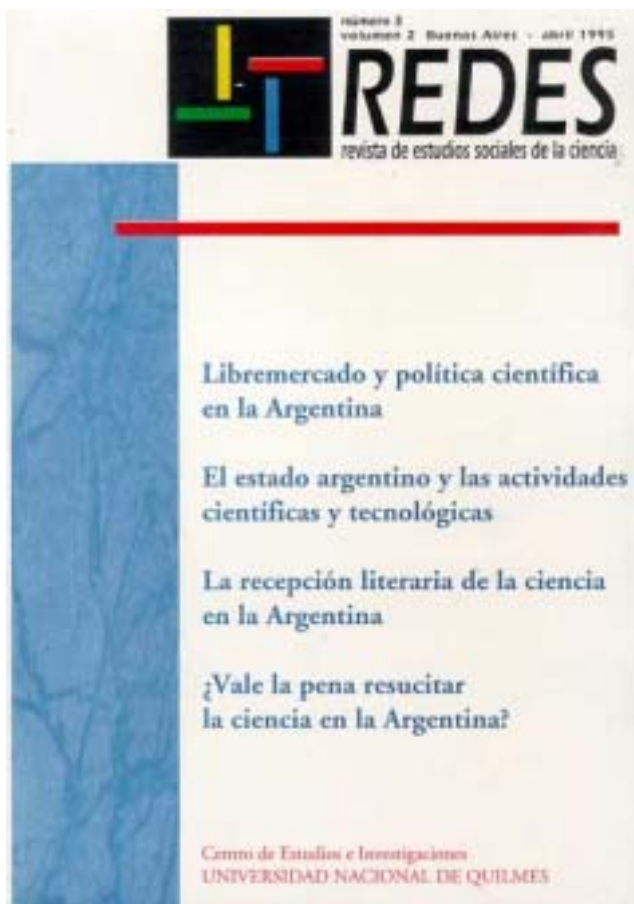 número 3
volumen 2 Buenos Aires - abril 1995
REDES
revista de estudios sociales de la ciencia
Libremercado y política científica
en la Argentina
El estado argentino y las actividades
científicas y tecnológicas
La recepción literaria de la ciencia
en la Argentina
¿Vale la pena resucitar
la ciencia en la Argentina?
Centro de Estudios e Investigaciones
UNIVERSIDAD NACIONAL DE QUILMES